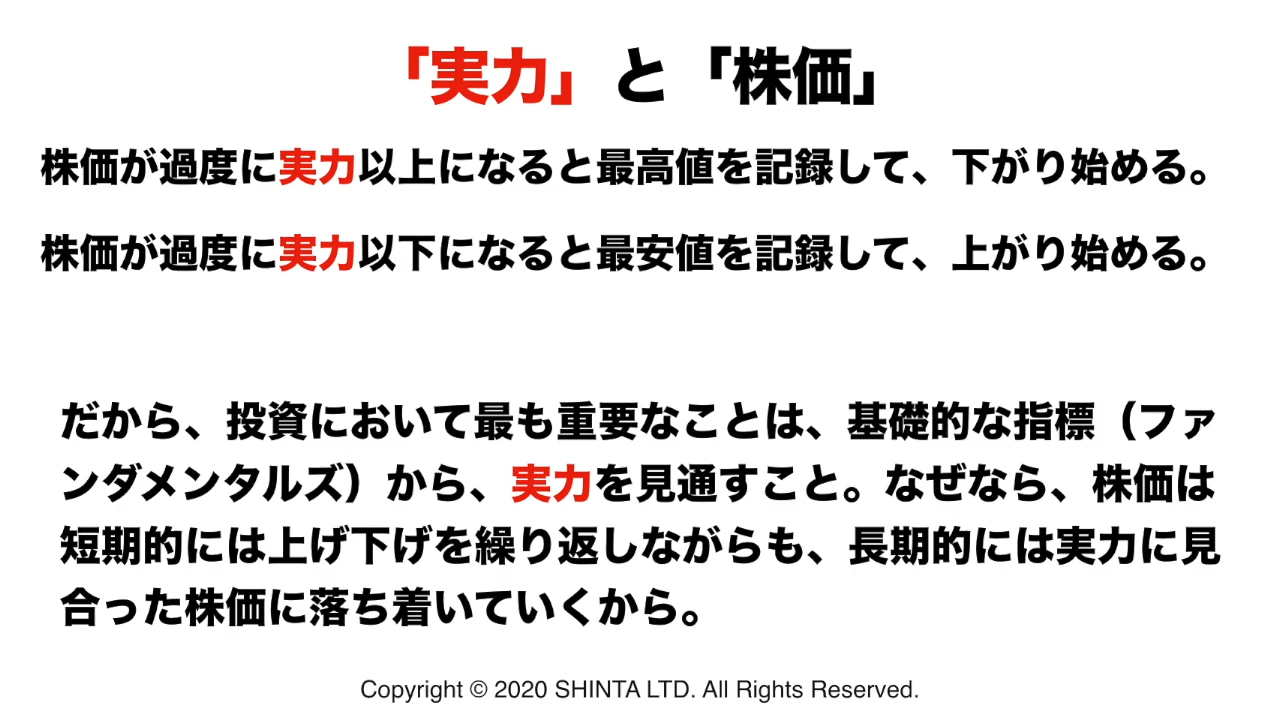 「実力」と「株価」
株価が過度に実力以上になると最高値を記録して、下がり始める。
株価が過度に実力以下になると最安値を記録して、上がり始める。
だから、投資において最も重要なことは、基礎的な指標（ファ
ンダメンタルズ）から、実力を見通すこと。なぜなら、株価は
短期的には上げ下げを繰り返しながらも、長期的には実力に見
合った株価に落ち着いていくから。
Copyright © 2020 SHINTA LTD. All Rights Reserved.